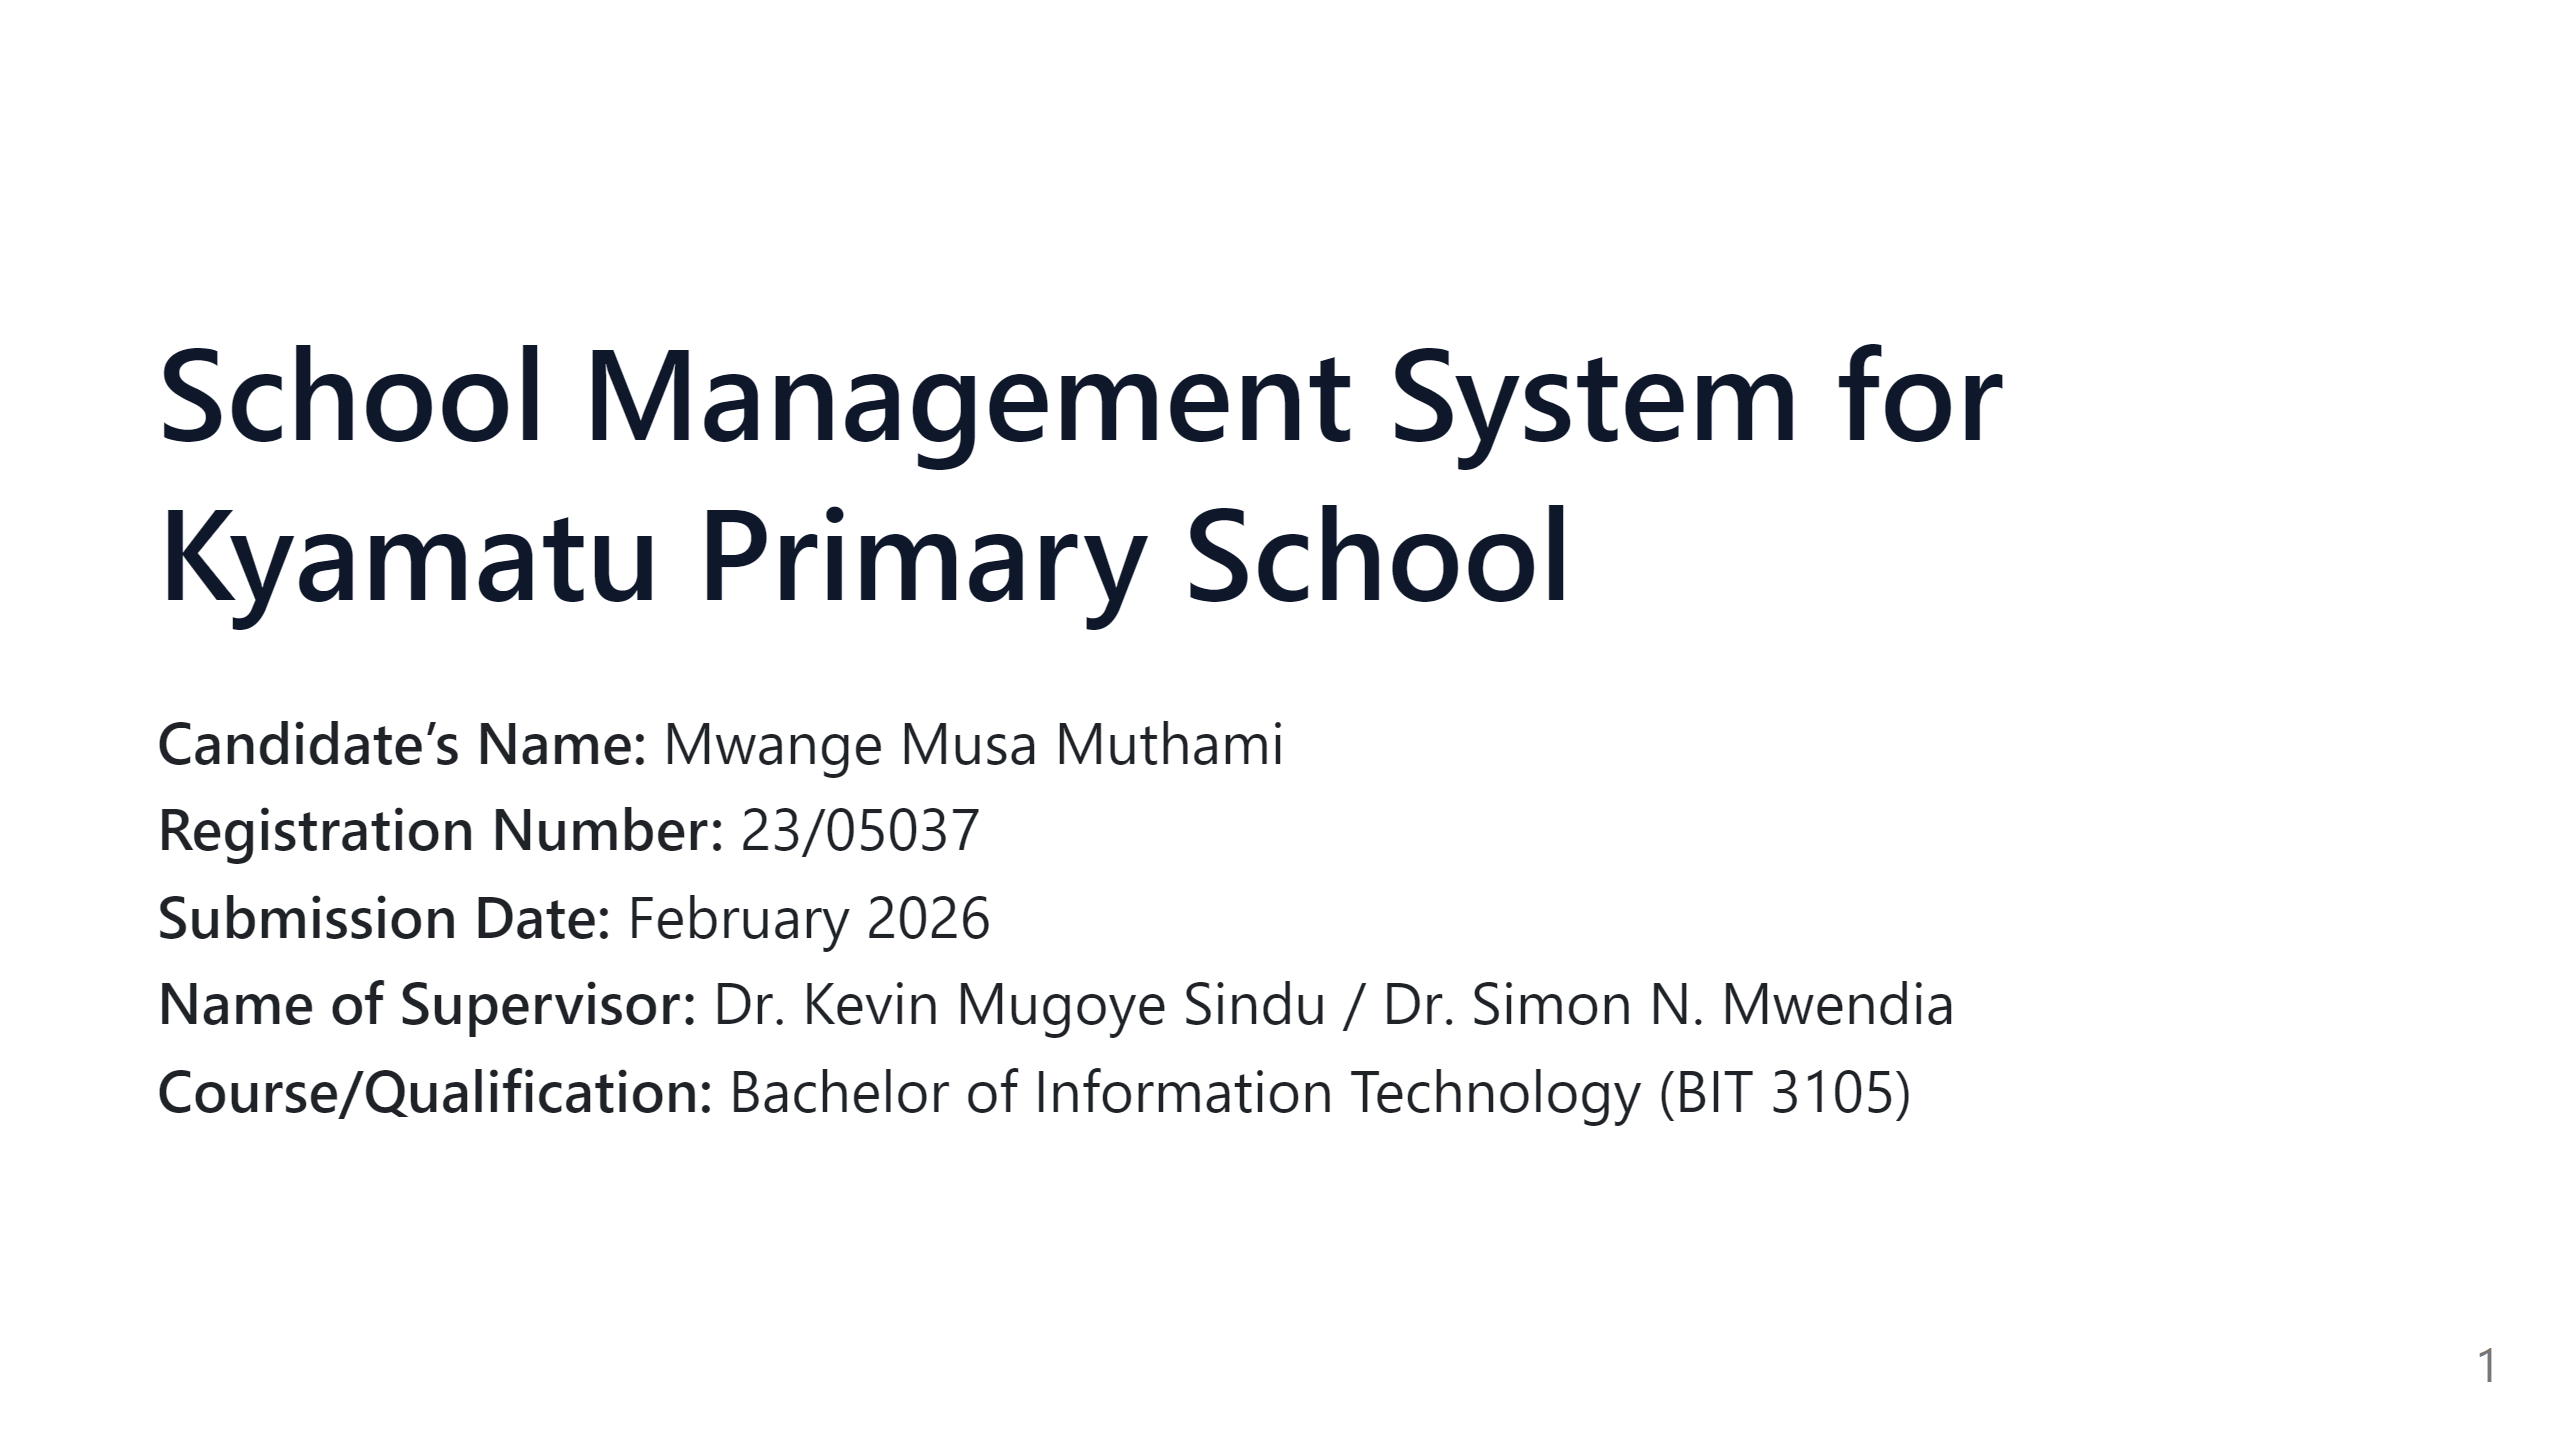 School Management System for
Kyamatu Primary School
Candidate’s Name: Mwange Musa Muthami
Registration Number: 23/05037
Submission Date: February 2026
Name of Supervisor: Dr. Kevin Mugoye Sindu / Dr. Simon N. Mwendia
Course/Qualification: Bachelor of Information Technology (BIT 3105)
1